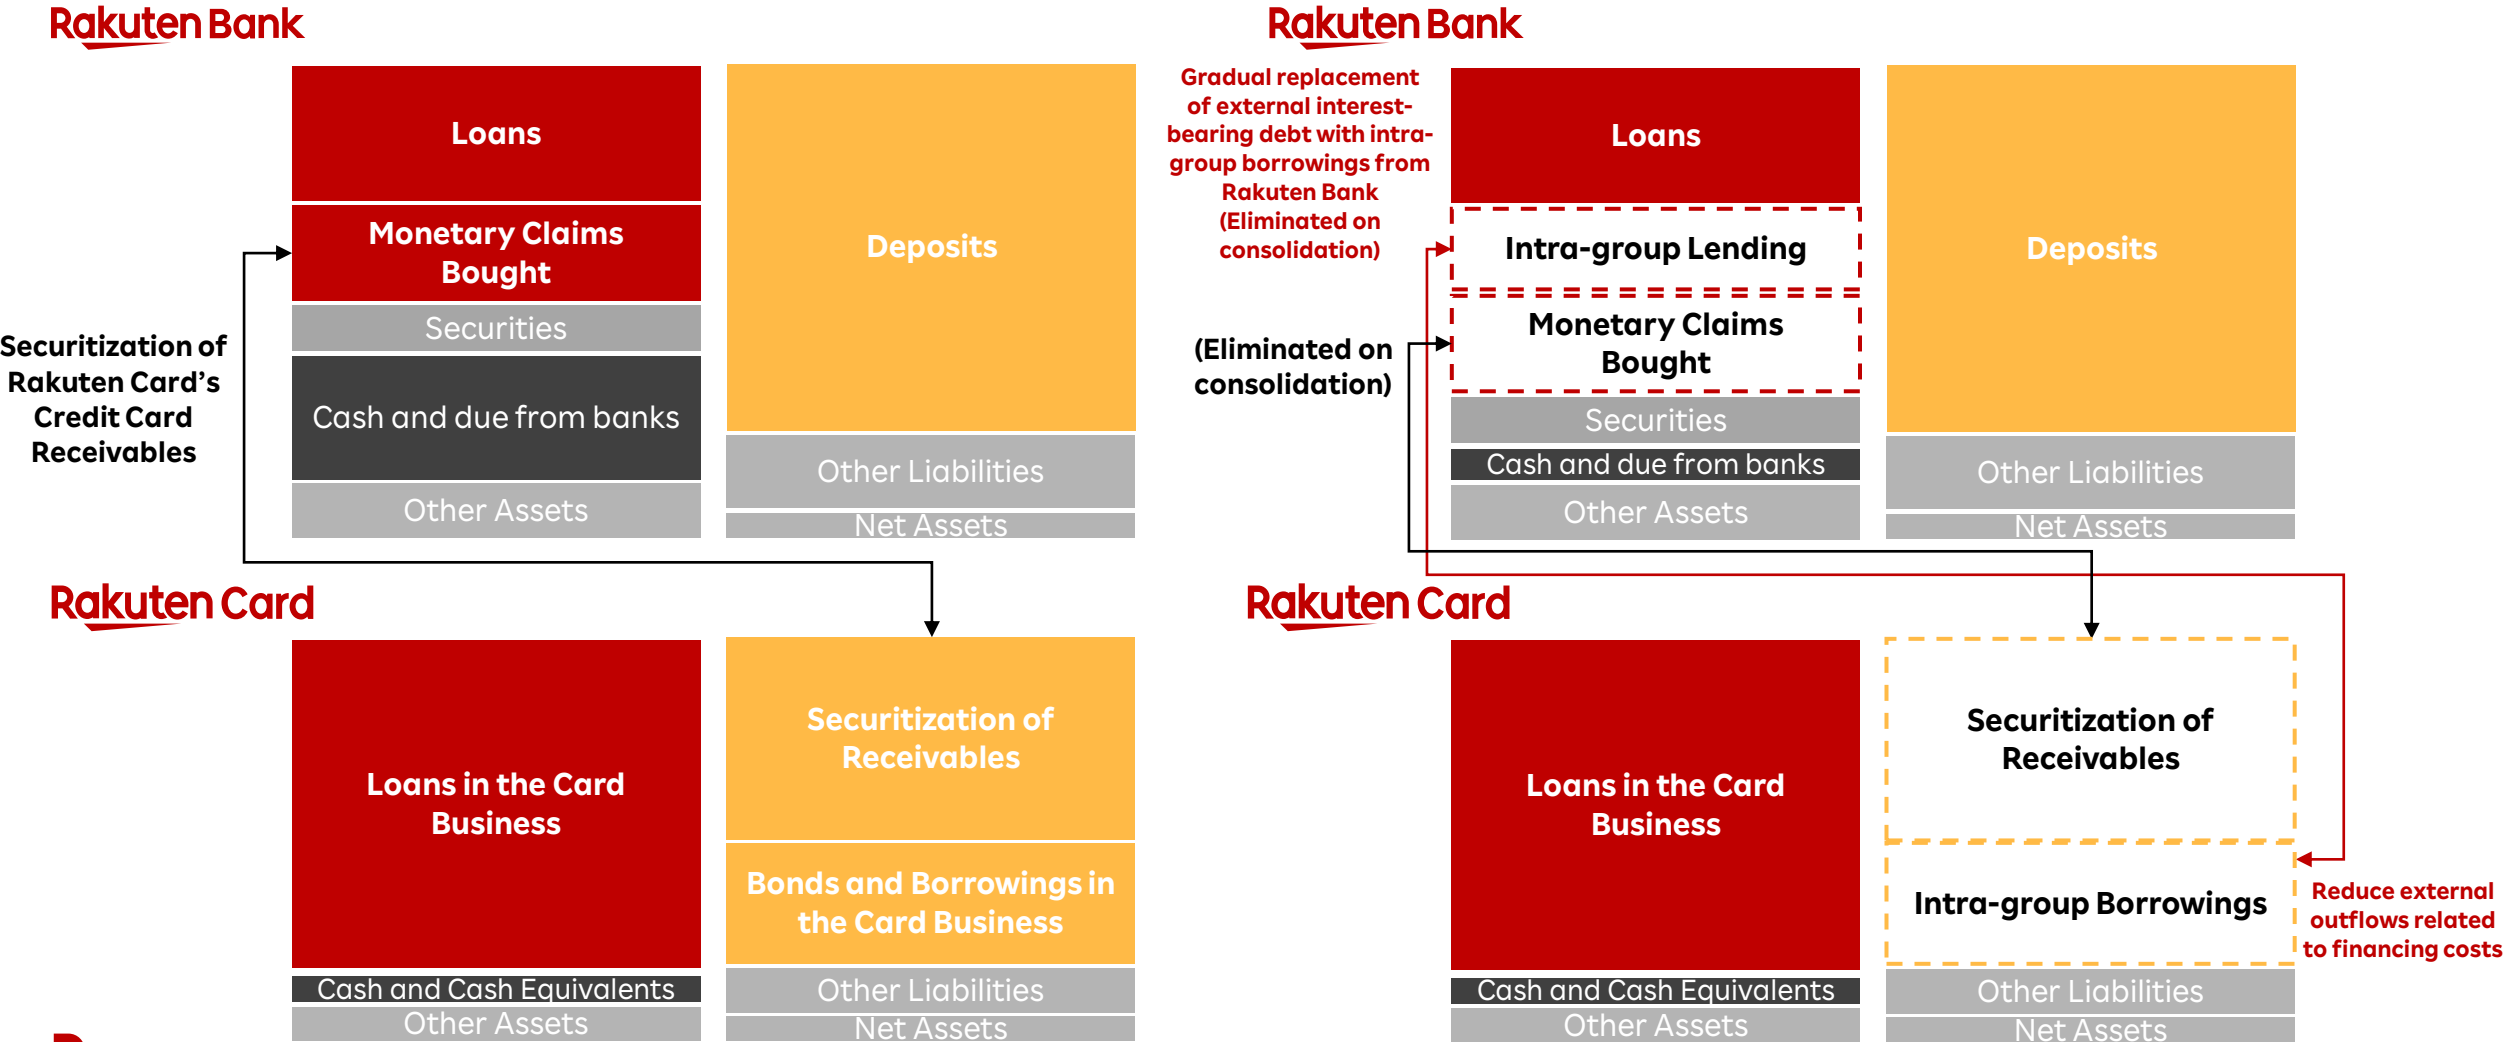 Rakuten Bank
Loans
Monetary Claims
Bought
Securities
Cash and due from banks
Other Assets
Deposits
Other Liabilities
Net Assets
Securitization of
Rakuten Card’s
Credit Card
Receivables
Rakuten Card
Loans in the Card
Business
Cash and Cash Equivalents
Other Assets
Securitization of
Receivables
Bonds and Borrowings in
the Card Business
Other Liabilities
Net Assets
Rakuten Bank
Gradual replacement
of external interest-
bearing debt with intra-
group borrowings from
Rakuten Bank
(Eliminated on
consolidation)
(Eliminated on
consolidation)
Loans
Intra-group Lending
Monetary Claims
Bought
Securities
Cash and due from banks
Other Assets
Deposits
Other Liabilities
Net Assets
Rakuten Card
Loans in the Card
Business
Cash and Cash Equivalents
Other Assets
Securitization of
Receivables
Intra-group Borrowings
Other Liabilities
Net Assets
Reduce external
outflows related
to financing costs